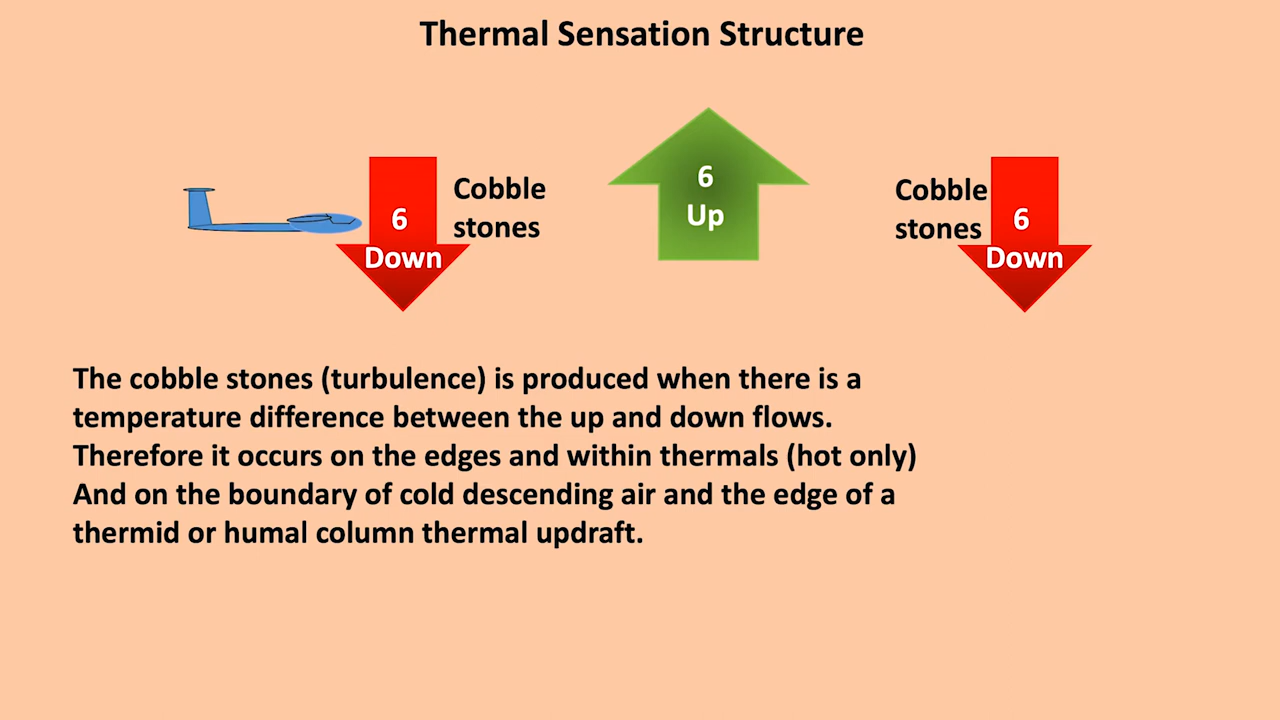 Thermal Sensation Structure
6
Down
Cobble
stones
6
Up
Cobble
stones
6
Down
The cobble stones (turbulence) is produced when there is a
temperature difference between the up and down flows.
Therefore it occurs on the edges and within thermals (hot only)
And on the boundary of cold descending air and the edge of a
thermid or humal column thermal updraft.